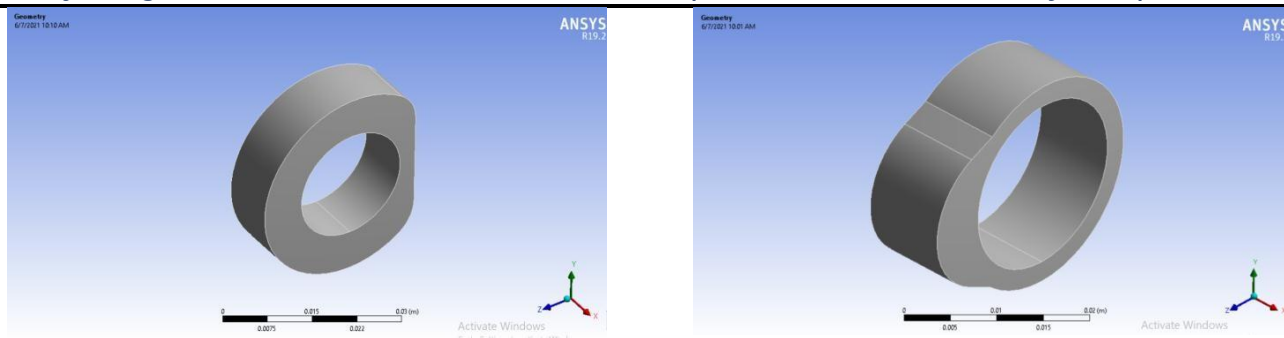 Geometry
6/7/2021 10:10 AM
ANSYS
R19.2
Y
Z
X
0
0.015
0.03 (m)
0.0075
0.022
Activate Windows
Geometry
6/7/2021 10:01 AM
ANSYS
R19.2
Y
Z
X
0
0.01
0.02 (m)
0.005
0.015
Activate Windows